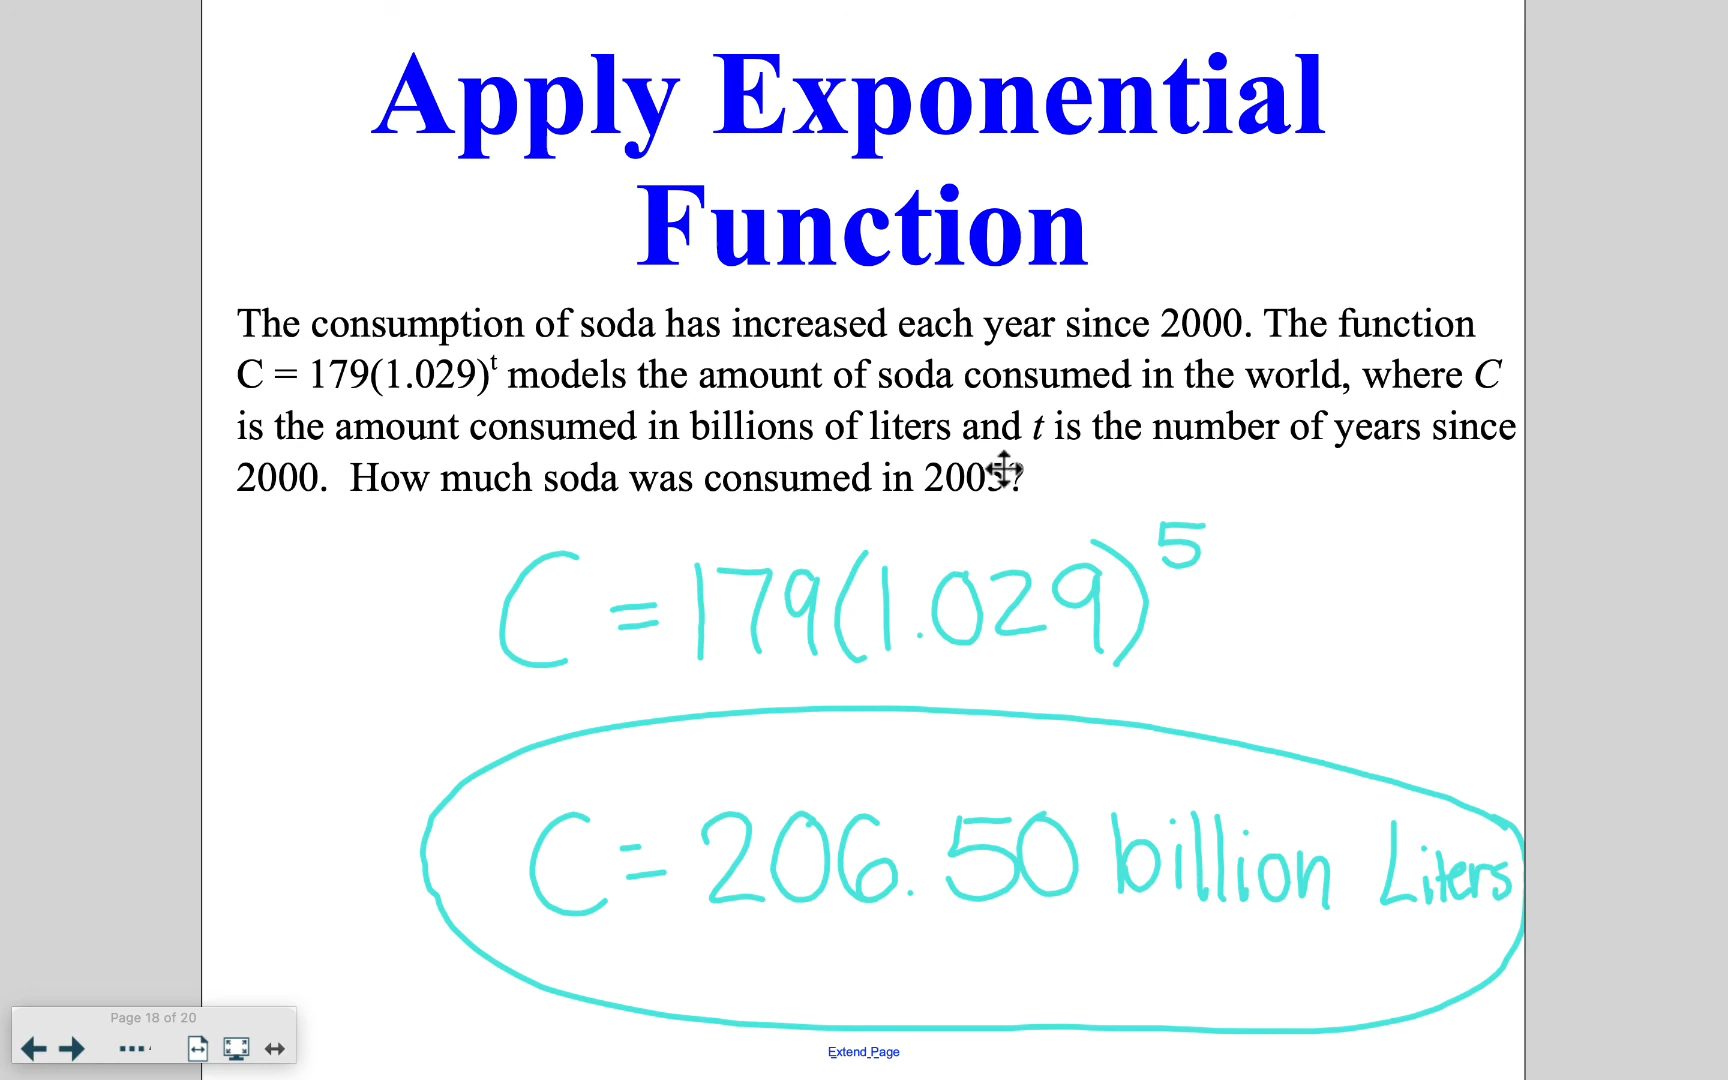 Apply Exponential
Function
The consumption of soda has increased each year since 2000. The function
C = 179(1.029)ᵗ models the amount of soda consumed in the world, where C
is the amount consumed in billions of liters and t is the number of years since
2000. How much soda was consumed in 2005?
C = 179(1.029)⁵
C = 206.50 billion Liters
Page 18 of 20
Extend Page